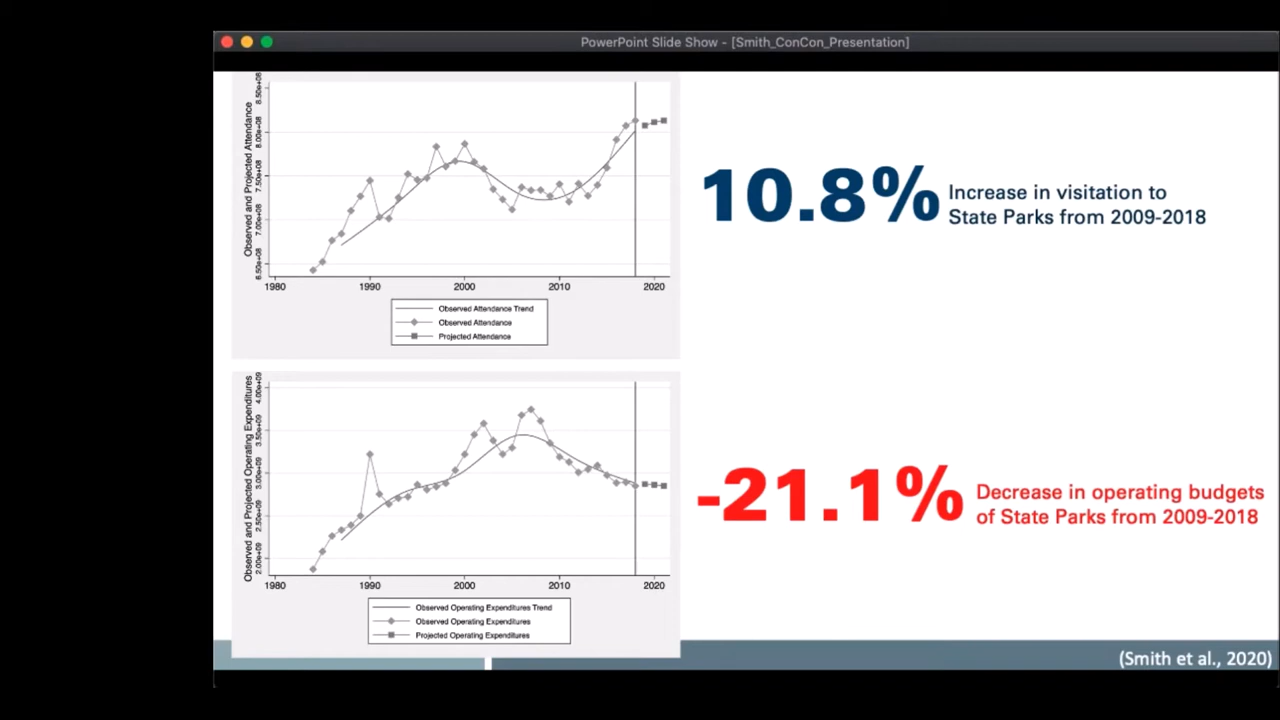 PowerPoint Slide Show - [Smith_ConCon_Presentation]
Observed and Projected Attendance
8.50e+08
8.00e+08
7.50e+08
7.00e+08
6.50e+08
1980 1990 2000 2010 2020
Observed Attendance Trend
Observed Attendance
Projected Attendance
10.8% Increase in visitation to
State Parks from 2009-2018
Observed and Projected Operating Expenditures
4.00e+09
3.50e+09
3.00e+09
2.50e+09
2.00e+09
1980 1990 2000 2010 2020
Observed Operating Expenditures Trend
Observed Operating Expenditures
Projected Operating Expenditures
-21.1% Decrease in operating budgets
of State Parks from 2009-2018
(Smith et al., 2020)